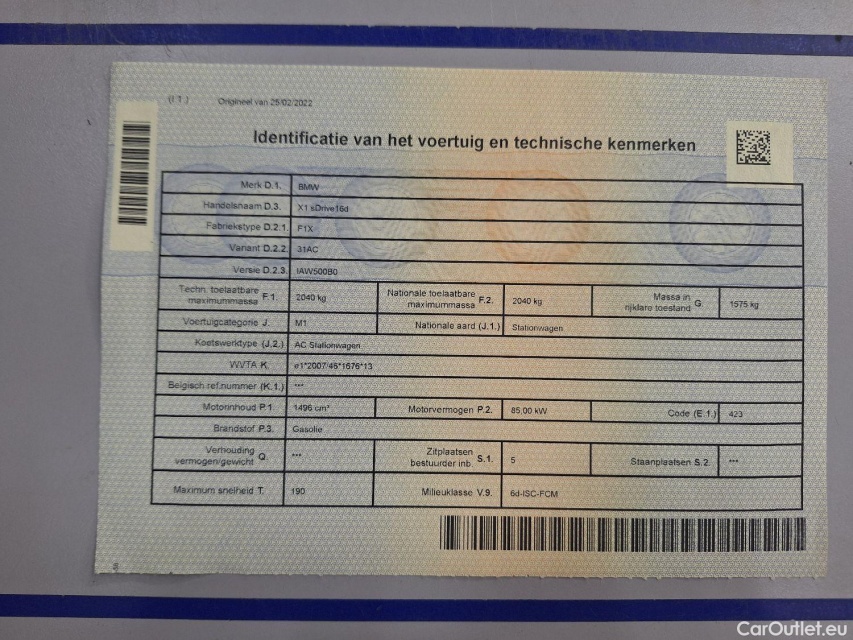 (I 1)
Origineel van 25/02/2022
Identificatie van het voertuig en technische kenmerken
Merk D.1. BMW
Handelsnaam D.3. X1 sDrive16d
Fabriekstype D.2.1. F1X
Variant D.2.2. 31AC
Versie D.2.3. IAW500B0
Techn. toelaatbare maximummassa F.1. 2040 kg Nationale toelaatbare maximummassa F.2. 2040 kg Massa in rijklare toestand G. 1575 kg
Voertuigcategorie J. M1 Nationale aard (J.1.) Stationwagen
Koetswerktype (J.2.) AC Stationwagen
WVTA K. e1*2007/46*1676*13
Belgisch ref.nummer (K.1.) ***
Motorinhoud P.1. 1496 cm³ Motorvermogen P.2. 85,00 kW Code (E.1.) 423
Brandstof P.3. Gasolie
Verhouding vermogen/gewicht Q. *** Zitplaatsen bestuurder inb. S.1. 5 Staanplaatsen S.2. ***
Maximum snelheid T. 190 Milieuklasse V.9. 6d-ISC-FCM
CarOutlet.eu